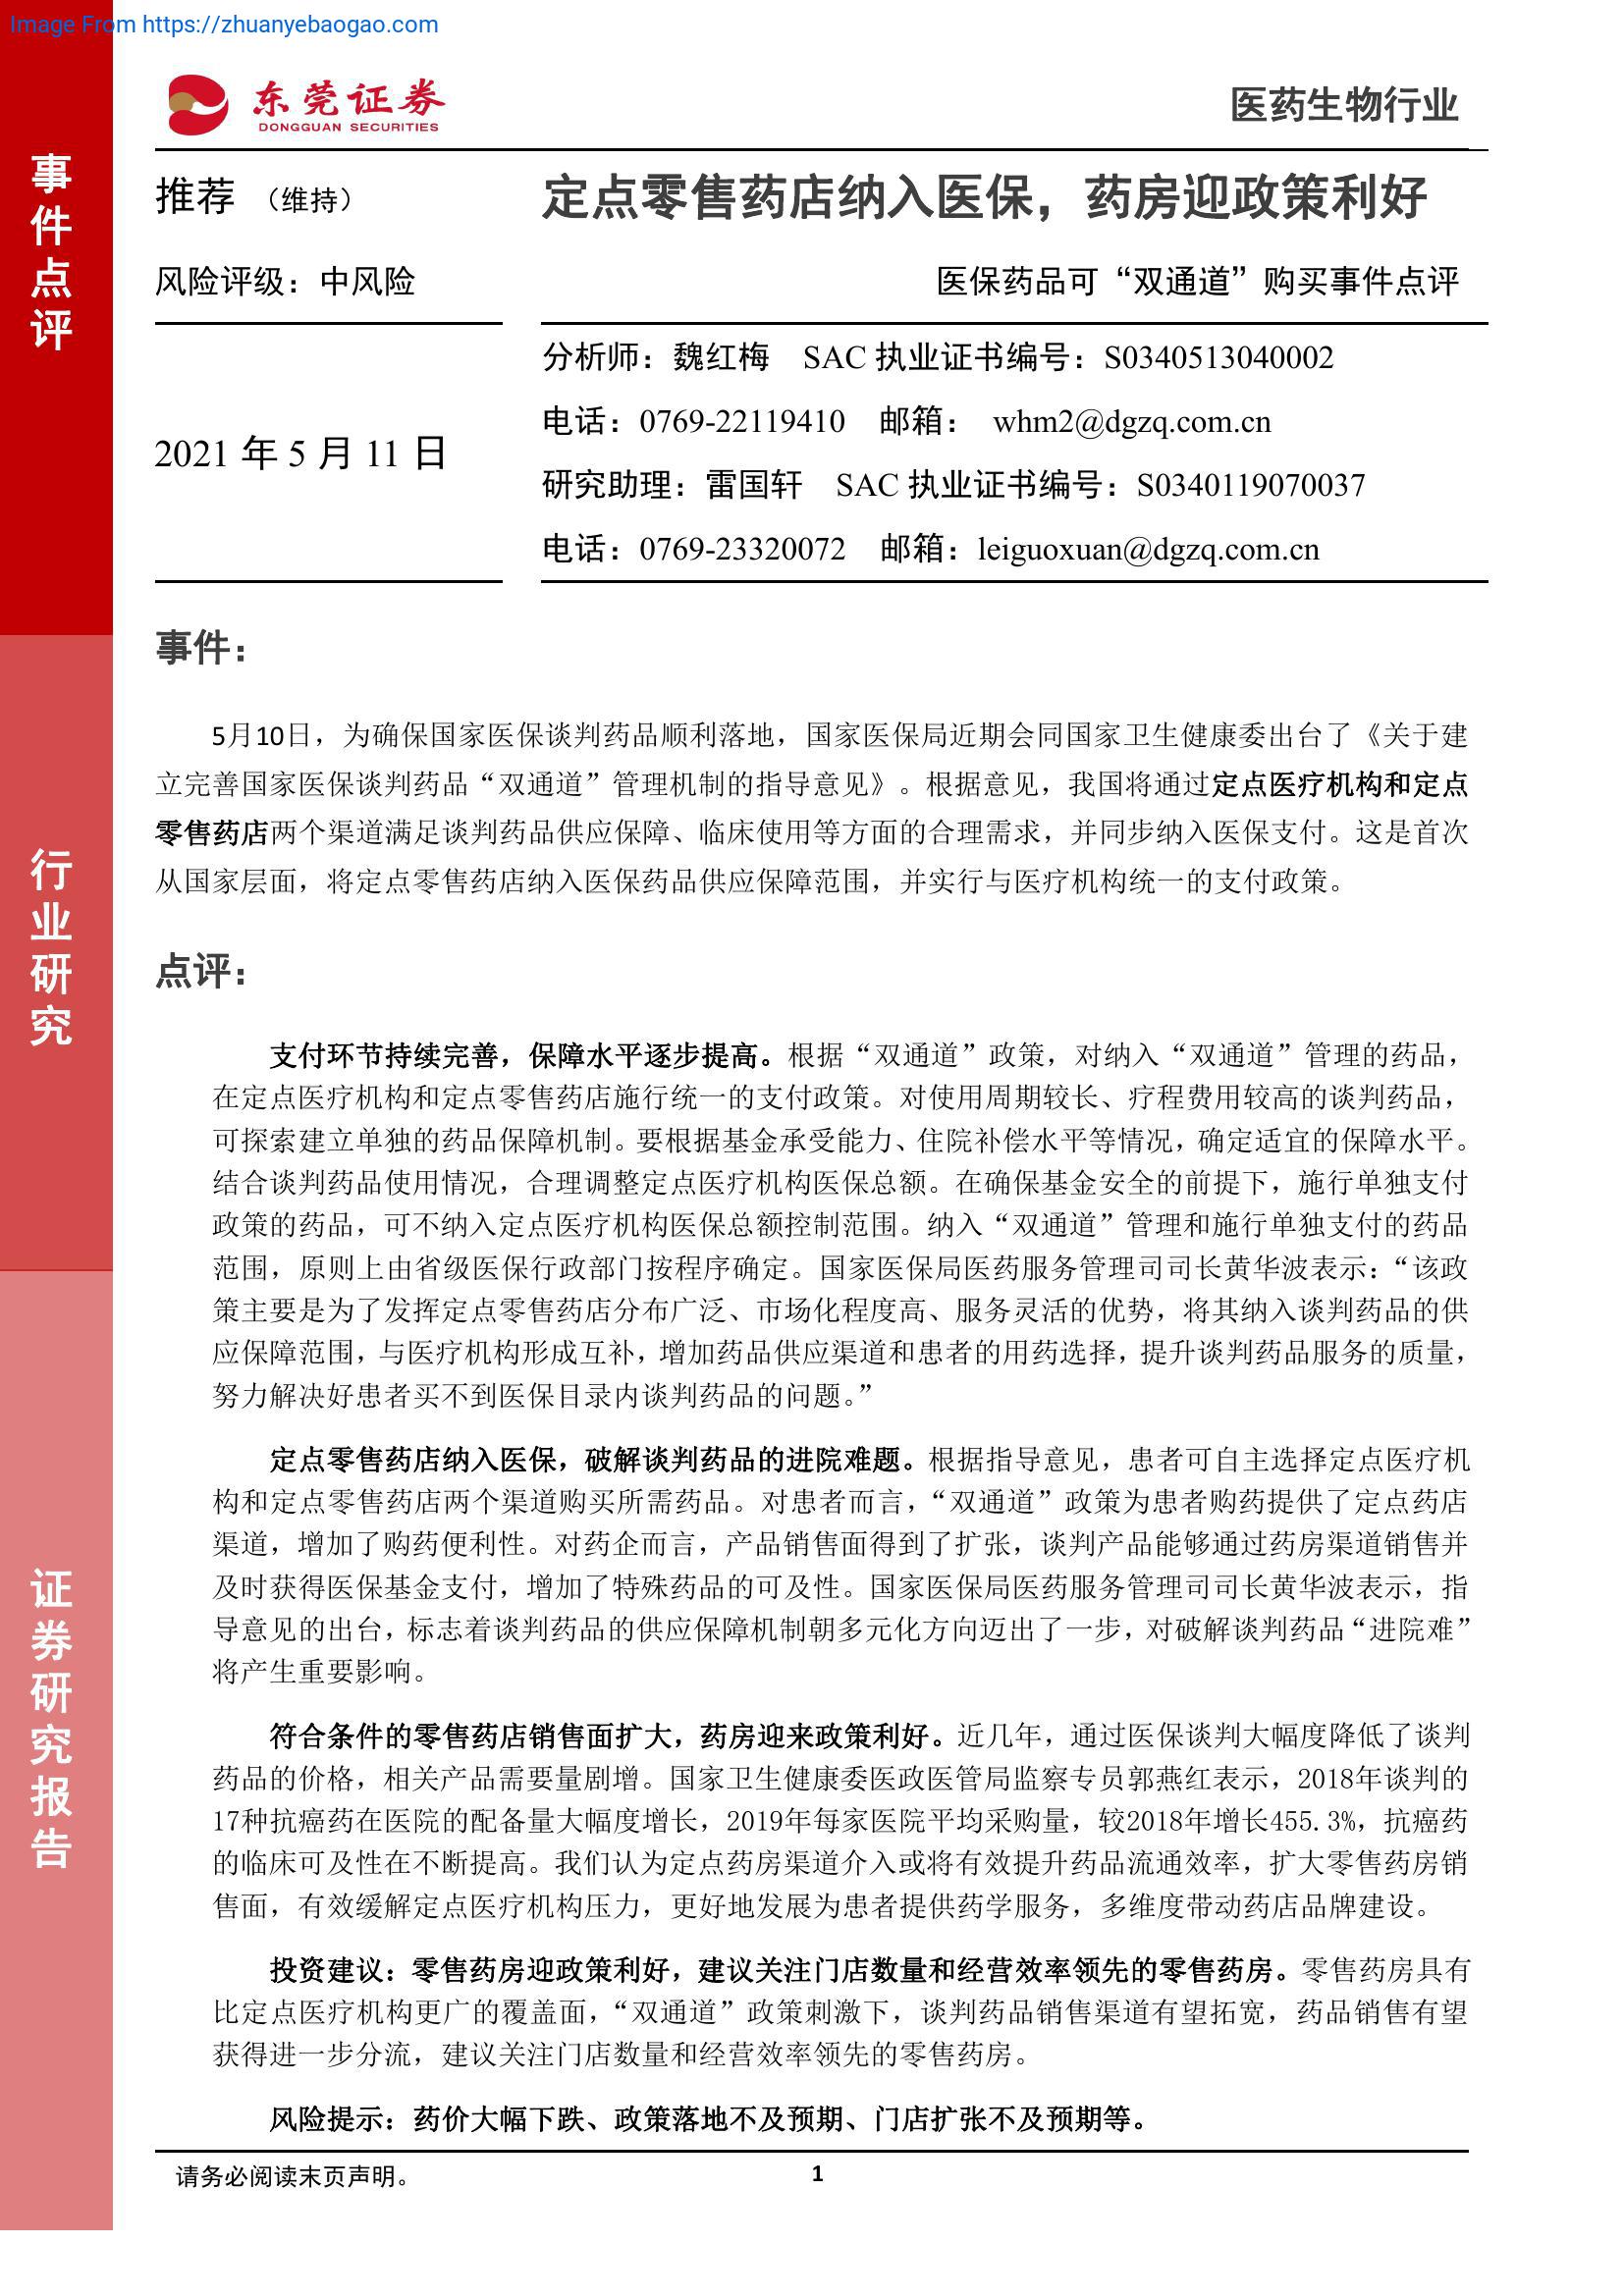 Image From https://zhuanyebaogao.com
东莞证券
DONGGUAN SECURITIES
医药生物行业
事件点评
行业研究
证券研究报告
推荐 （维持）
定点零售药店纳入医保，药房迎政策利好
风险评级：中风险
医保药品可“双通道”购买事件点评
2021 年 5 月 11 日
分析师：魏红梅 SAC 执业证书编号：S0340513040002
电话：0769-22119410 邮箱： whm2@dgzq.com.cn
研究助理：雷国轩 SAC 执业证书编号：S0340119070037
电话：0769-23320072 邮箱：leiguoxuan@dgzq.com.cn
事件：
5月10日，为确保国家医保谈判药品顺利落地，国家医保局近期会同国家卫生健康委出台了《关于建
立完善国家医保谈判药品“双通道”管理机制的指导意见》。根据意见，我国将通过定点医疗机构和定点
零售药店两个渠道满足谈判药品供应保障、临床使用等方面的合理需求，并同步纳入医保支付。这是首次
从国家层面，将定点零售药店纳入医保药品供应保障范围，并实行与医疗机构统一的支付政策。
点评：
支付环节持续完善，保障水平逐步提高。根据“双通道”政策，对纳入“双通道”管理的药品，
在定点医疗机构和定点零售药店施行统一的支付政策。对使用周期较长、疗程费用较高的谈判药品，
可探索建立单独的药品保障机制。要根据基金承受能力、住院补偿水平等情况，确定适宜的保障水平。
结合谈判药品使用情况，合理调整定点医疗机构医保总额。在确保基金安全的前提下，施行单独支付
政策的药品，可不纳入定点医疗机构医保总额控制范围。纳入“双通道”管理和施行单独支付的药品
范围，原则上由省级医保行政部门按程序确定。国家医保局医药服务管理司司长黄华波表示：“该政
策主要是为了发挥定点零售药店分布广泛、市场化程度高、服务灵活的优势，将其纳入谈判药品的供
应保障范围，与医疗机构形成互补，增加药品供应渠道和患者的用药选择，提升谈判药品服务的质量，
努力解决好患者买不到医保目录内谈判药品的问题。”
定点零售药店纳入医保，破解谈判药品的进院难题。根据指导意见，患者可自主选择定点医疗机
构和定点零售药店两个渠道购买所需药品。对患者而言，“双通道”政策为患者购药提供了定点药店
渠道，增加了购药便利性。对药企而言，产品销售面得到了扩张，谈判产品能够通过药房渠道销售并
及时获得医保基金支付，增加了特殊药品的可及性。国家医保局医药服务管理司司长黄华波表示，指
导意见的出台，标志着谈判药品的供应保障机制朝多元化方向迈出了一步，对破解谈判药品“进院难”
将产生重要影响。
符合条件的零售药店销售面扩大，药房迎来政策利好。近几年，通过医保谈判大幅度降低了谈判
药品的价格，相关产品需要量剧增。国家卫生健康委医政医管局监察专员郭燕红表示，2018年谈判的
17种抗癌药在医院的配备量大幅度增长，2019年每家医院平均采购量，较2018年增长455.3%，抗癌药
的临床可及性在不断提高。我们认为定点药房渠道介入或将有效提升药品流通效率，扩大零售药房销
售面，有效缓解定点医疗机构压力，更好地发展为患者提供药学服务，多维度带动药店品牌建设。
投资建议：零售药房迎政策利好，建议关注门店数量和经营效率领先的零售药房。零售药房具有
比定点医疗机构更广的覆盖面，“双通道”政策刺激下，谈判药品销售渠道有望拓宽，药品销售有望
获得进一步分流，建议关注门店数量和经营效率领先的零售药房。
风险提示：药价大幅下跌、政策落地不及预期、门店扩张不及预期等。
请务必阅读末页声明。
1